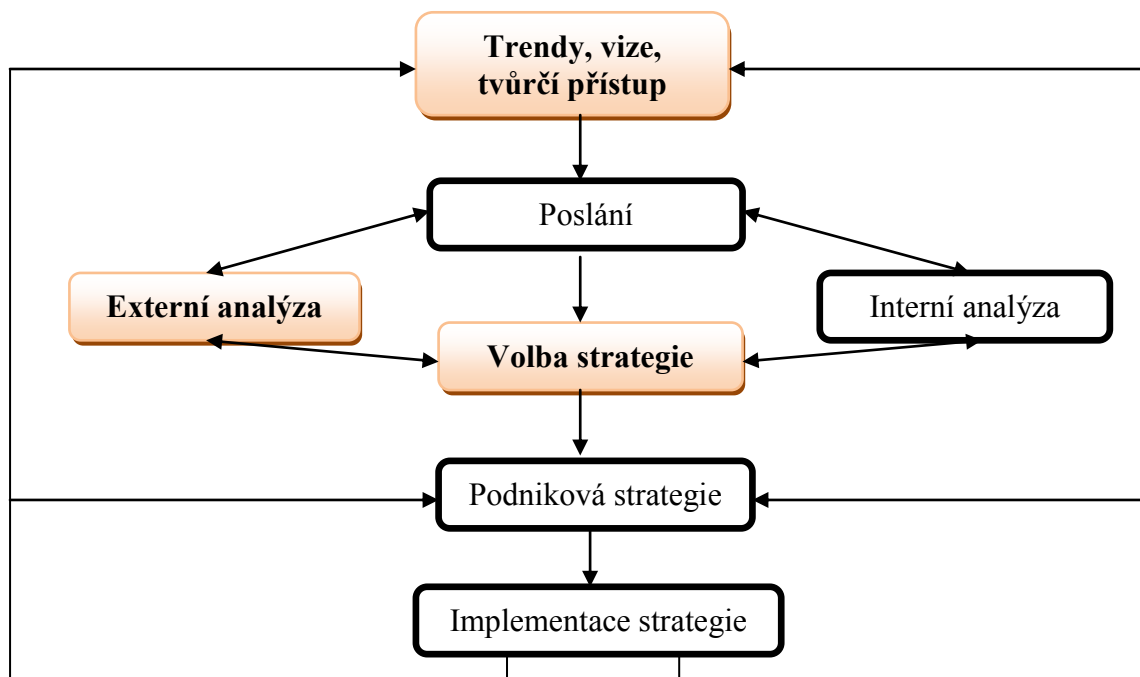 Trendy, vize,
tvůrčí přístup
Poslání
Externí analýza
Interní analýza
Volba strategie
Podniková strategie
Implementace strategie